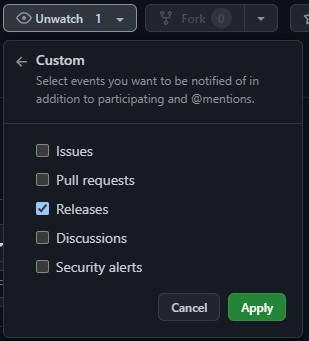 Unwatch 1 Fork 0
Custom
Select events you want to be notified of in
addition to participating and @mentions.
Issues
Pull requests
Releases
Discussions
Security alerts
Cancel Apply